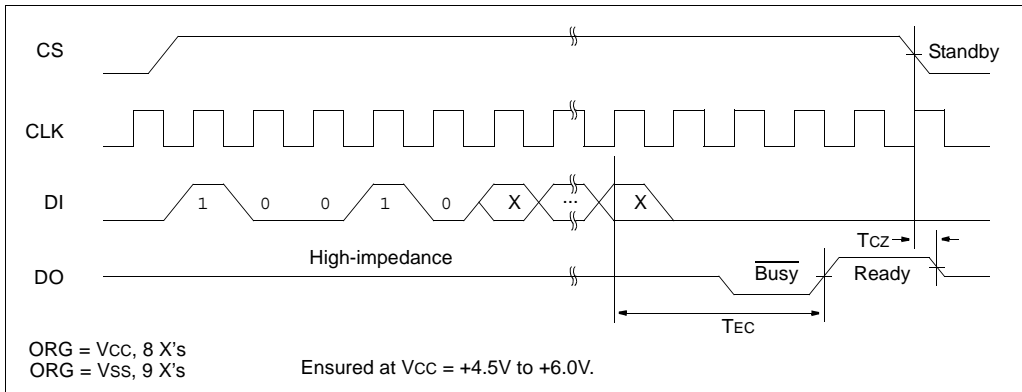 CS
Standby
CLK
DI
1 0 0 1 0 X ... X
TCZ
High-impedance
DO
Busy
Ready
TEC
ORG = VCC, 8 X's
ORG = VSS, 9 X's
Ensured at VCC = +4.5V to +6.0V.